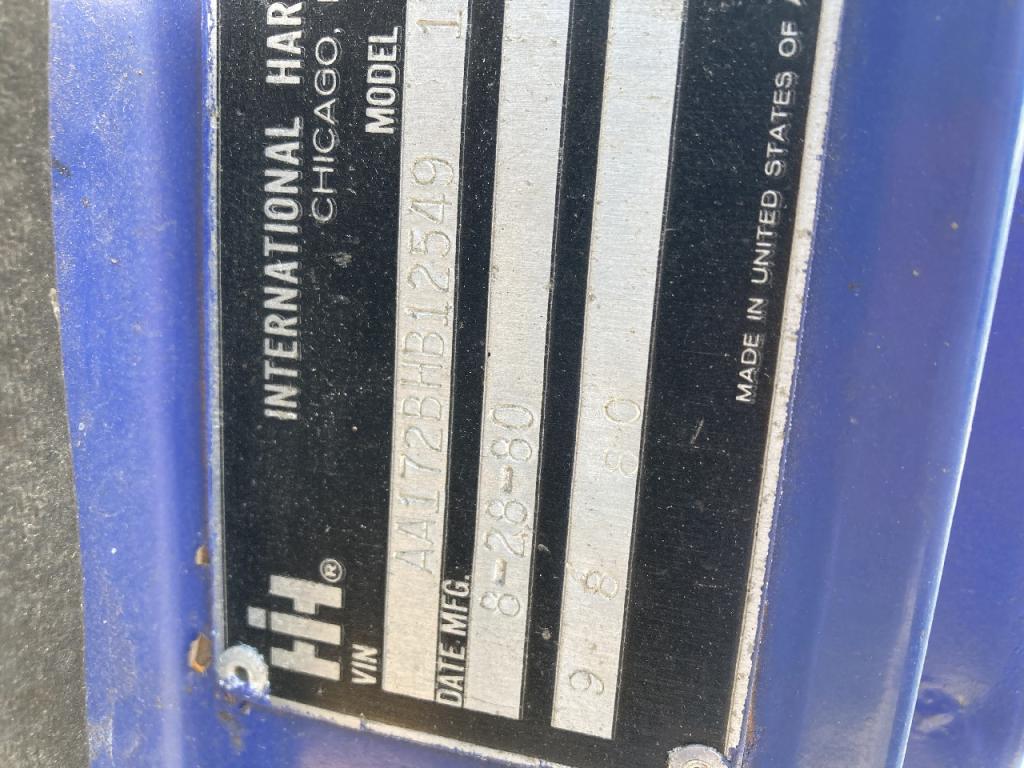 INTERNATIONAL HAR
CHICAGO,
IH®
VIN MODEL
AA172BHB12549 1
DATE MFG.
8-28-80
9 8 80
MADE IN UNITED STATES OF A